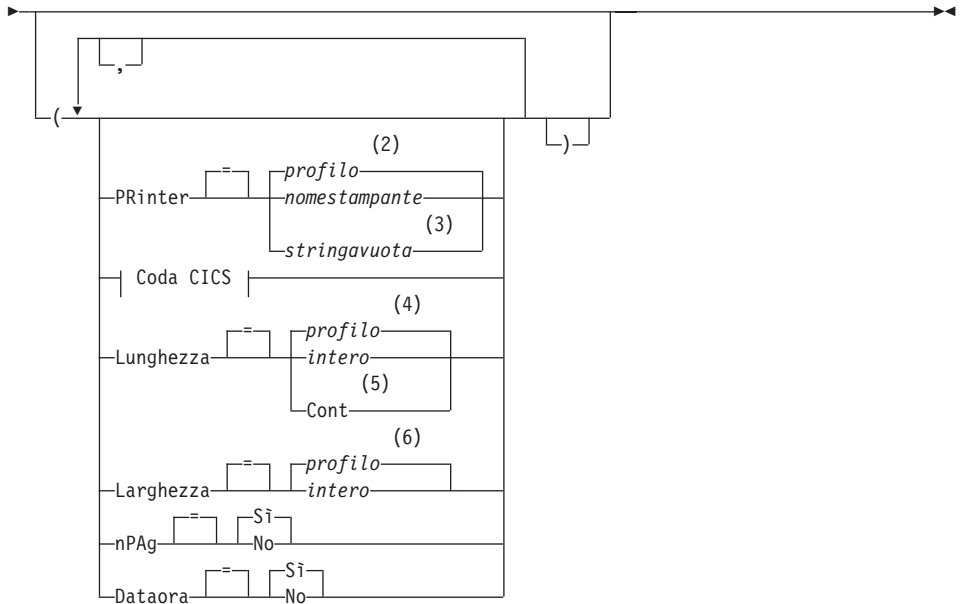 ,
(
)
(2)
PRinter = profilo
nomestampante
(3)
stringavuota
Coda CICS
(4)
Lunghezza = profilo
intero
(5)
Cont
(6)
Larghezza = profilo
intero
nPAg = Sì
No
Dataora = Sì
No